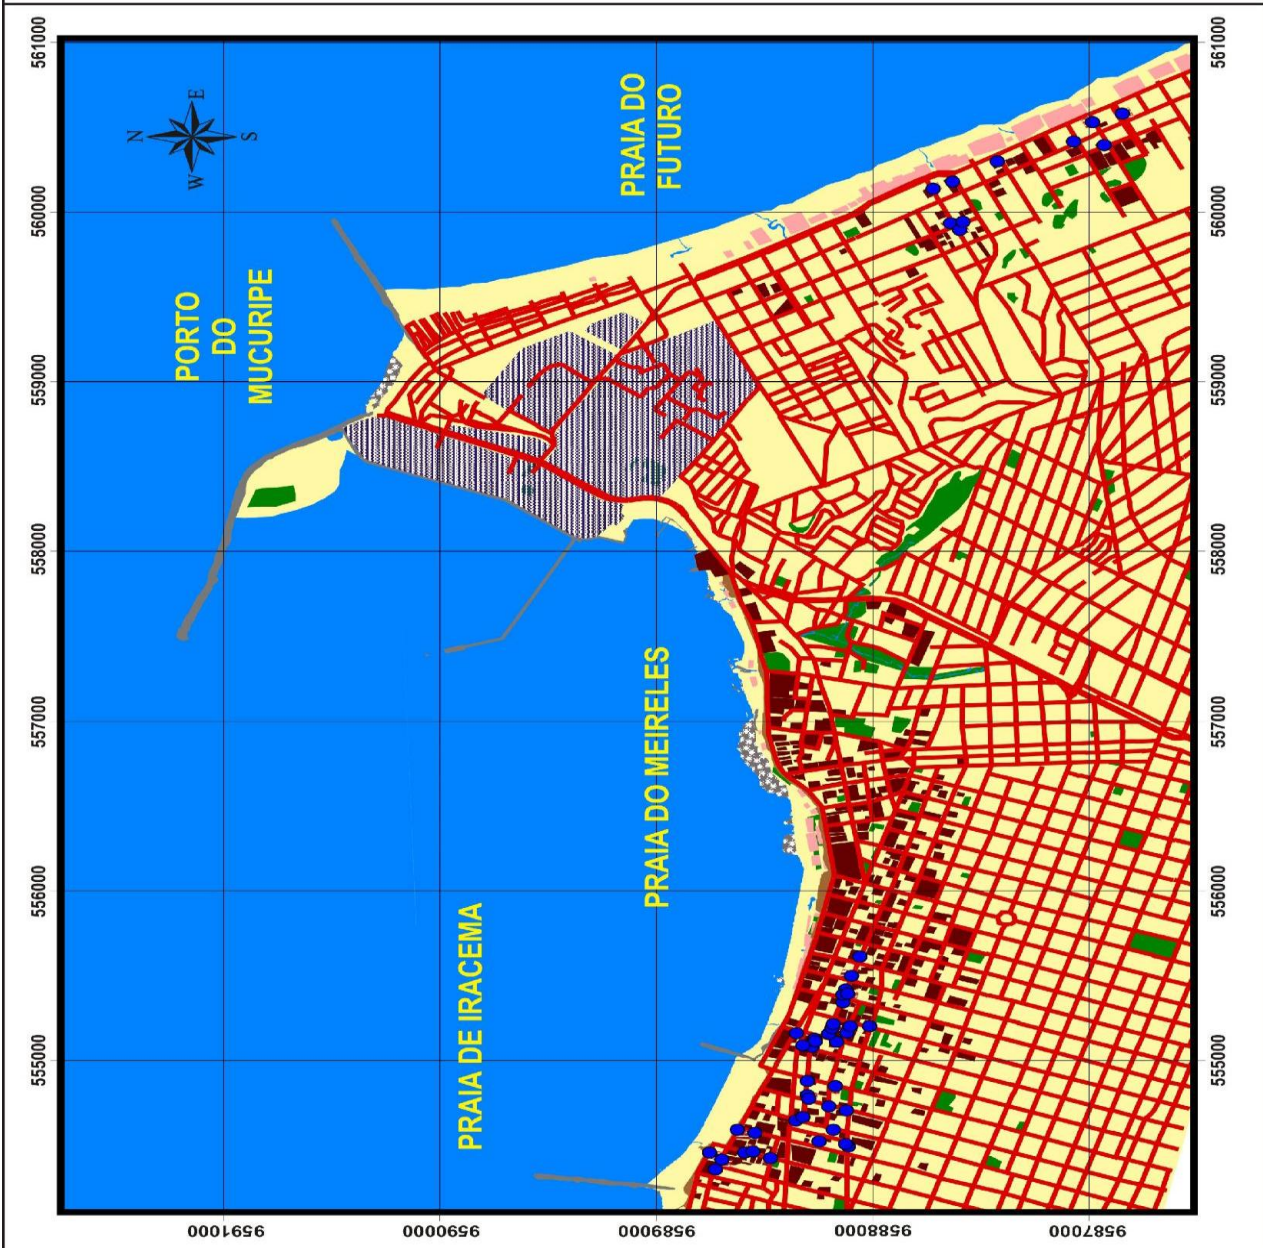 561000
560000
559000
558000
557000
556000
555000
N
E
S
W
PORTO
DO
MUCURIPE
PRAIA DO
FUTURO
PRAIA DO MEIRELES
PRAIA DE IRACEMA
561000
560000
559000
558000
557000
556000
555000
9591000
9590000
9589000
9588000
9587000